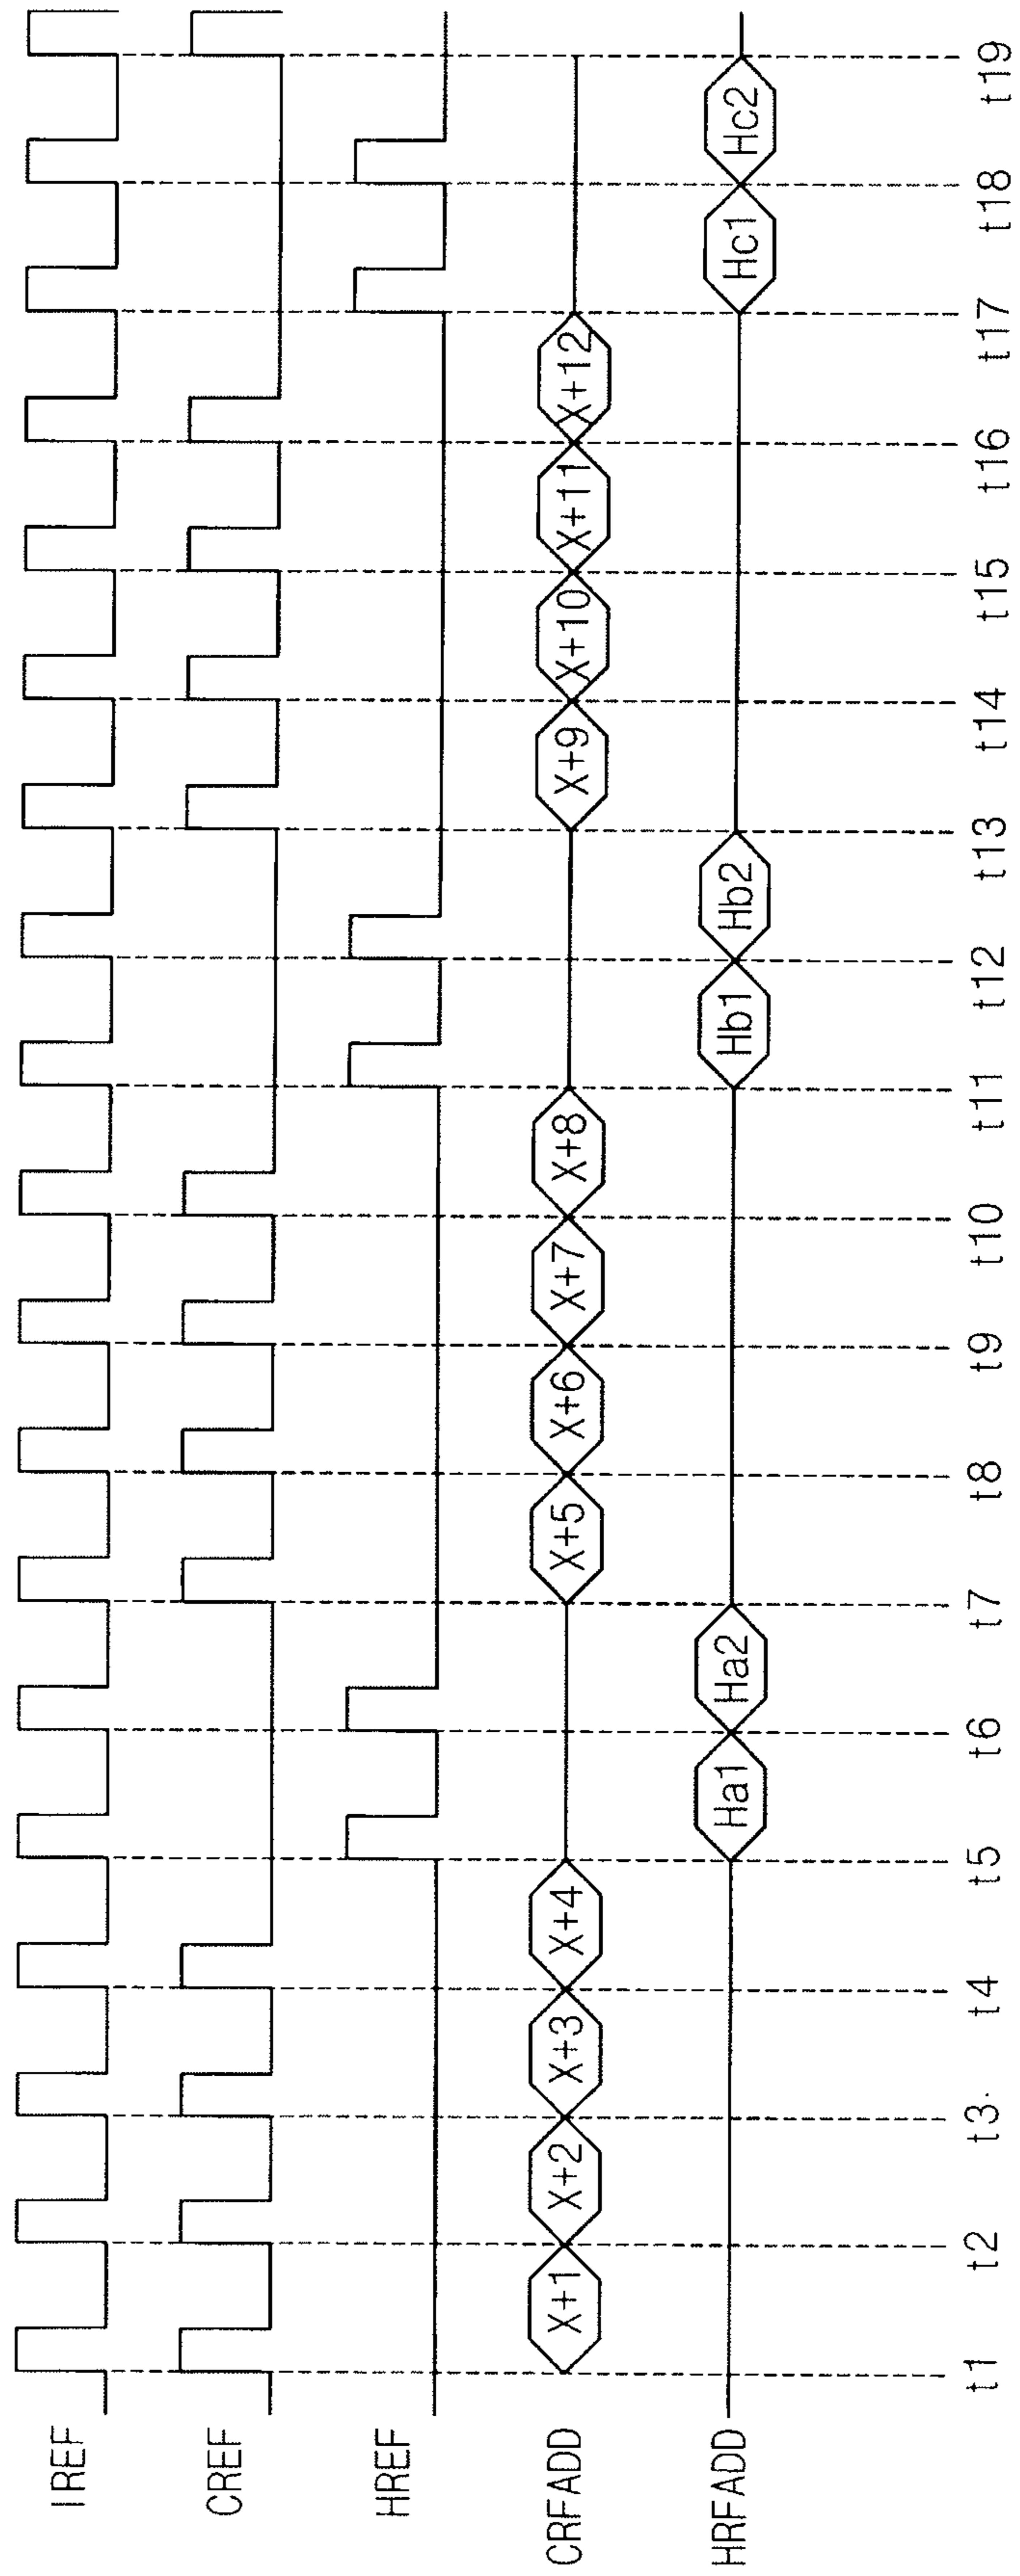 IREF
CREF
HREF
CRFADD X+1 X+2 X+3 X+4 X+5 X+6 X+7 X+8 X+9 X+10 X+11 X+12
HRFADD Ha1 Ha2 Hb1 Hb2 Hc1 Hc2
t1 t2 t3 t4 t5 t6 t7 t8 t9 t10 t11 t12 t13 t14 t15 t16 t17 t18 t19